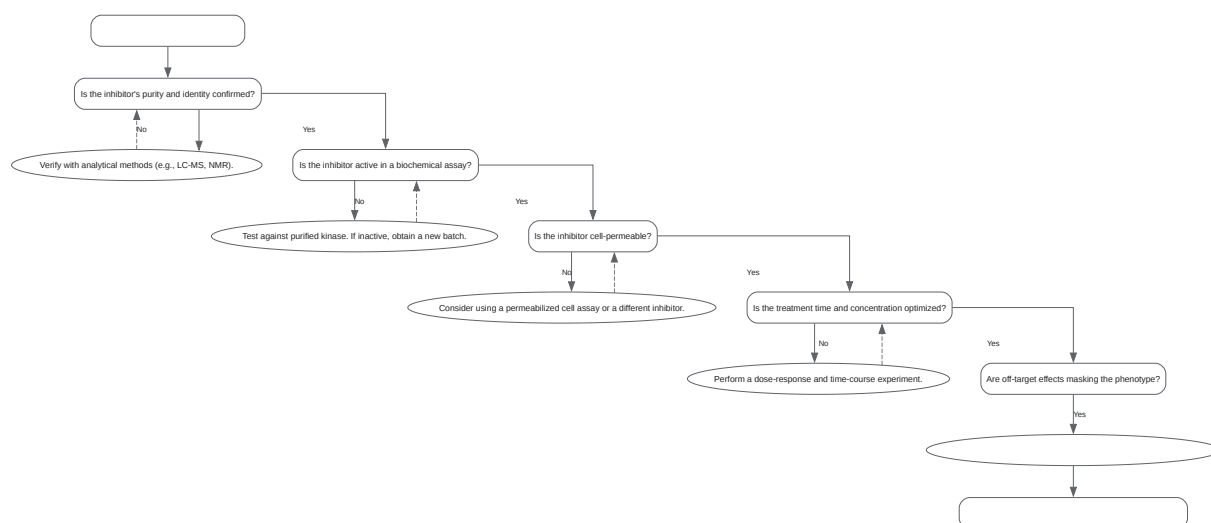 Is the inhibitor's purity and identity confirmed?
No
Yes
Verify with analytical methods (e.g., LC-MS, NMR).
Is the inhibitor active in a biochemical assay?
No
Yes
Test against purified kinase. If inactive, obtain a new batch.
Is the inhibitor cell-permeable?
No
Yes
Consider using a permeabilized cell assay or a different inhibitor.
Is the treatment time and concentration optimized?
No
Yes
Perform a dose-response and time-course experiment.
Are off-target effects masking the phenotype?
Yes